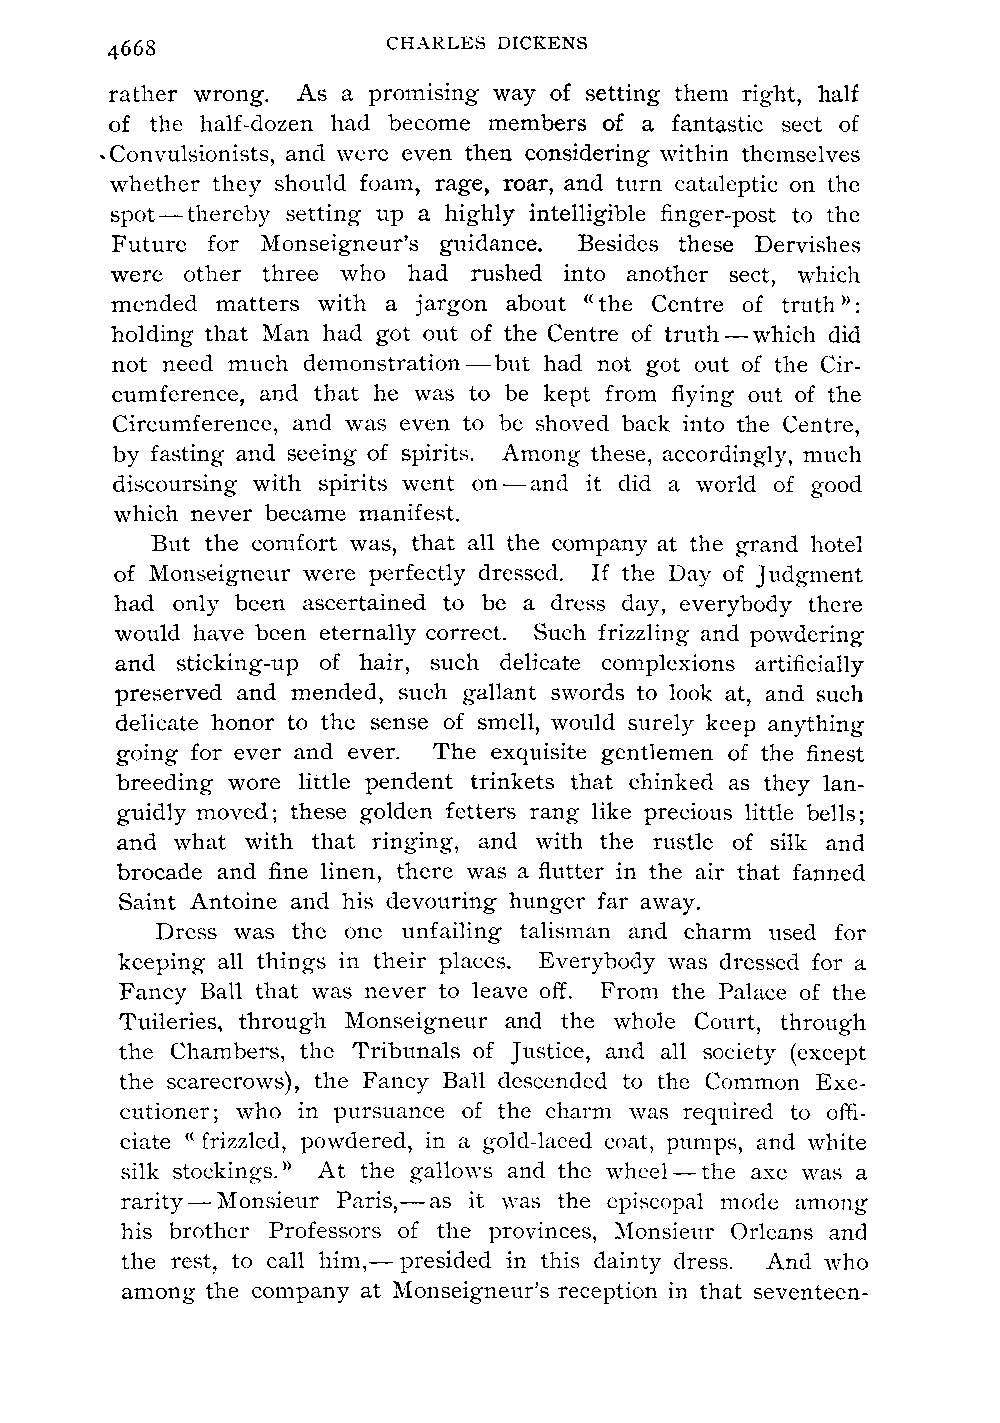 4668 CHARLES DICKENS
rather wrong. As a promising way of setting them right, half
of the half-dozen had become members of a fantastic sect of
Convulsionists, and were even then considering within themselves
whether they should foam, rage, roar, and turn cataleptic on the
spot—thereby setting up a highly intelligible finger-post to the
Future for Monseigneur's guidance. Besides these Dervishes
were other three who had rushed into another sect, which
mended matters with a jargon about "the Centre of truth":
holding that Man had got out of the Centre of truth—which did
not need much demonstration—but had not got out of the Cir-
cumference, and that he was to be kept from flying out of the
Circumference, and was even to be shoved back into the Centre,
by fasting and seeing of spirits. Among these, accordingly, much
discoursing with spirits went on—and it did a world of good
which never became manifest.
But the comfort was, that all the company at the grand hotel
of Monseigneur were perfectly dressed. If the Day of Judgment
had only been ascertained to be a dress day, everybody there
would have been eternally correct. Such frizzling and powdering
and sticking-up of hair, such delicate complexions artificially
preserved and mended, such gallant swords to look at, and such
delicate honor to the sense of smell, would surely keep anything
going for ever and ever. The exquisite gentlemen of the finest
breeding wore little pendent trinkets that chinked as they lan-
guidly moved; these golden fetters rang like precious little bells;
and what with that ringing, and with the rustle of silk and
brocade and fine linen, there was a flutter in the air that fanned
Saint Antoine and his devouring hunger far away.
Dress was the one unfailing talisman and charm used for
keeping all things in their places. Everybody was dressed for a
Fancy Ball that was never to leave off. From the Palace of the
Tuileries, through Monseigneur and the whole Court, through
the Chambers, the Tribunals of Justice, and all society (except
the scarecrows), the Fancy Ball descended to the Common Exe-
cutioner; who in pursuance of the charm was required to offi-
ciate "frizzled, powdered, in a gold-laced coat, pumps, and white
silk stockings." At the gallows and the wheel—the axe was a
rarity—Monsieur Paris,—as it was the episcopal mode among
his brother Professors of the provinces, Monsieur Orleans and
the rest, to call him,—presided in this dainty dress. And who
among the company at Monseigneur's reception in that seventeen-